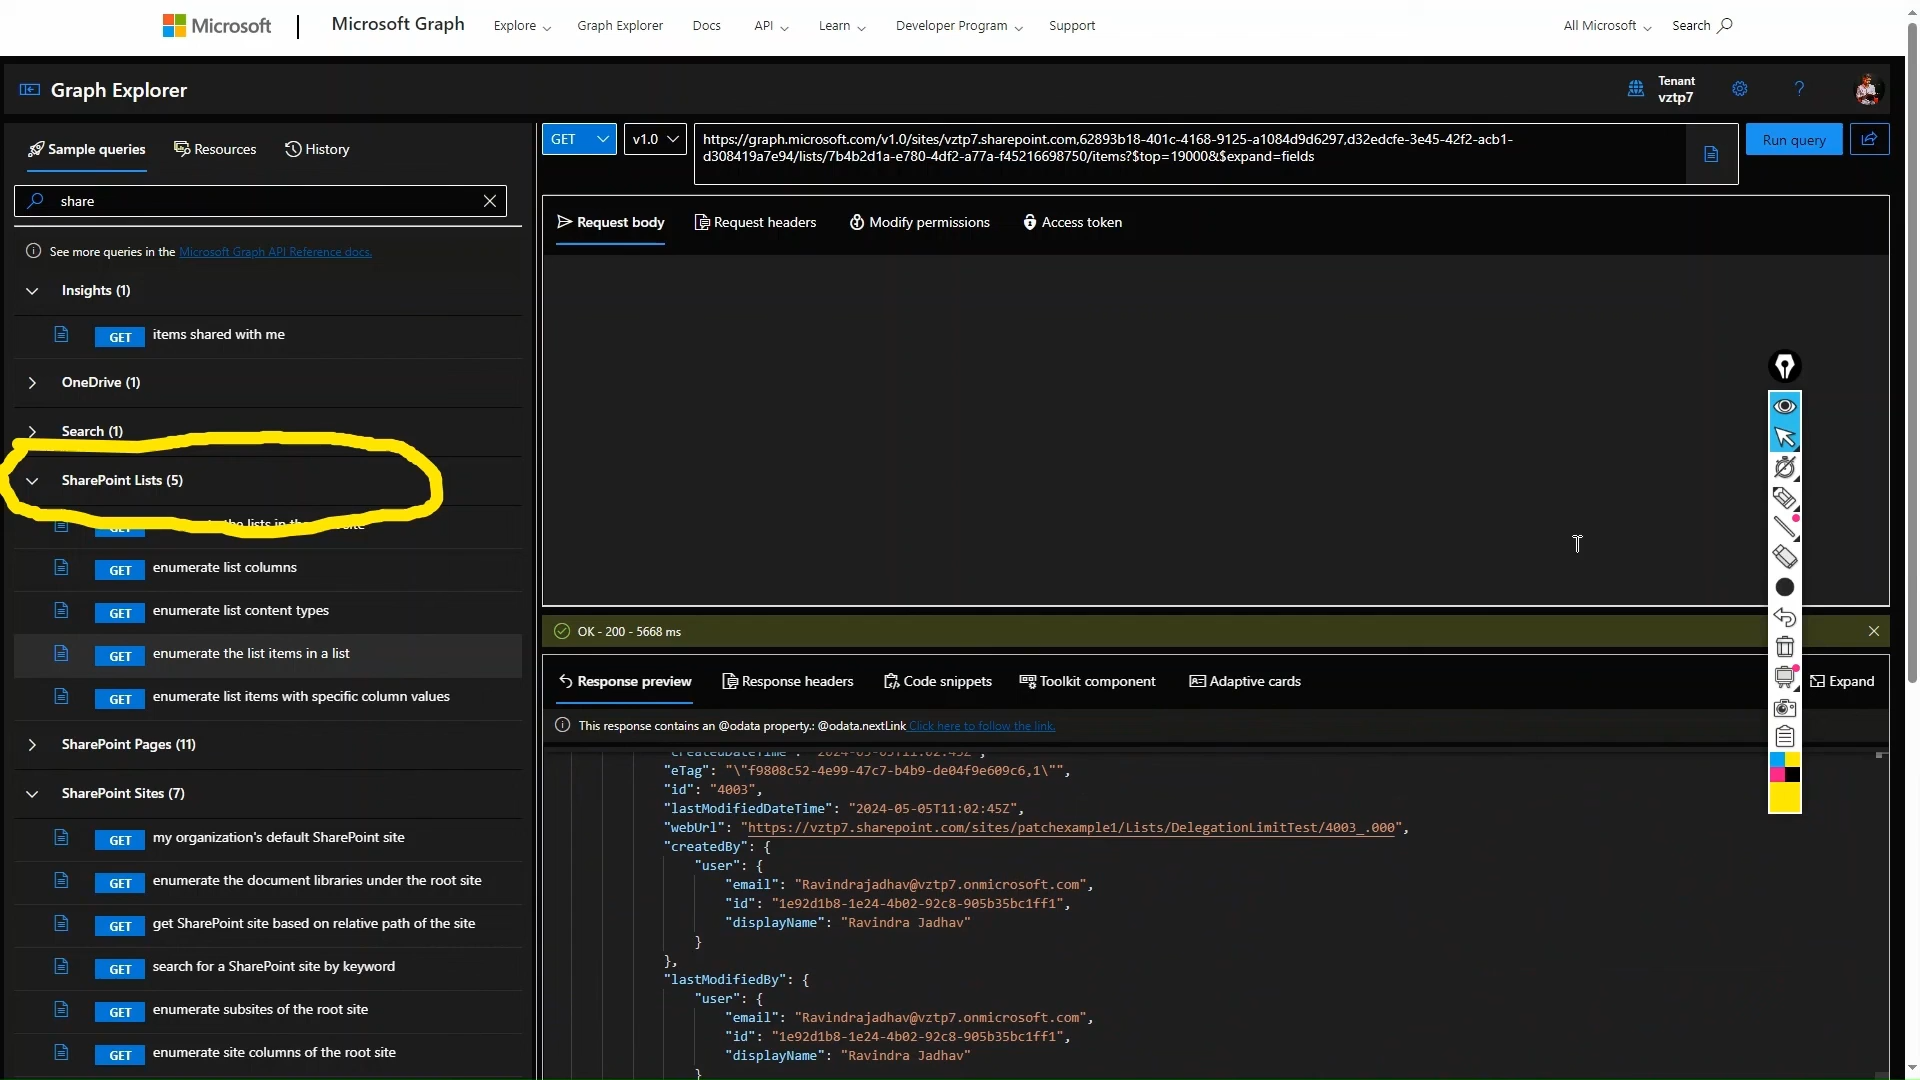 Microsoft
Microsoft Graph
Explore
Graph Explorer
Docs
API
Learn
Developer Program
Support
All Microsoft
Search
Graph Explorer
Tenant
vztp7
?
Sample queries
Resources
History
share
See more queries in the Microsoft Graph API Reference docs.
Insights (1)
GET items shared with me
OneDrive (1)
Search (1)
SharePoint Lists (5)
GET the lists in the
GET enumerate list columns
GET enumerate list content types
GET enumerate the list items in a list
GET enumerate list items with specific column values
SharePoint Pages (11)
SharePoint Sites (7)
GET my organization's default SharePoint site
GET enumerate the document libraries under the root site
GET get SharePoint site based on relative path of the site
GET search for a SharePoint site by keyword
GET enumerate subsites of the root site
GET enumerate site columns of the root site
GET
v1.0
https://graph.microsoft.com/v1.0/sites/vztp7.sharepoint.com,62893b18-401c-4168-9125-a1084d9d6297,d32edcfe-3e45-42f2-acb1-
d308419a7e94/lists/7b4b2d1a-e780-4df2-a77a-f45216698750/items?$top=19000&$expand=fields
Run query
Request body
Request headers
Modify permissions
Access token
OK - 200 - 5668 ms
Response preview
Response headers
Code snippets
Toolkit component
Adaptive cards
Expand
This response contains an @odata property.: @odata.nextLink Click here to follow the link.
"createdDateTime": "2024-05-05T11:02:45Z",
"eTag": "\"f9808c52-4e99-47c7-b4b9-de04f9e609c6,1\"",
"id": "4003",
"lastModifiedDateTime": "2024-05-05T11:02:45Z",
"webUrl": "https://vztp7.sharepoint.com/sites/patchexample1/Lists/DelegationLimitTest/4003_.000",
"createdBy": {
"user": {
"email": "Ravindrajadhav@vztp7.onmicrosoft.com",
"id": "1e92d1b8-1e24-4b02-92c8-905b35bc1ff1",
"displayName": "Ravindra Jadhav"
}
},
"lastModifiedBy": {
"user": {
"email": "Ravindrajadhav@vztp7.onmicrosoft.com",
"id": "1e92d1b8-1e24-4b02-92c8-905b35bc1ff1",
"displayName": "Ravindra Jadhav"
}